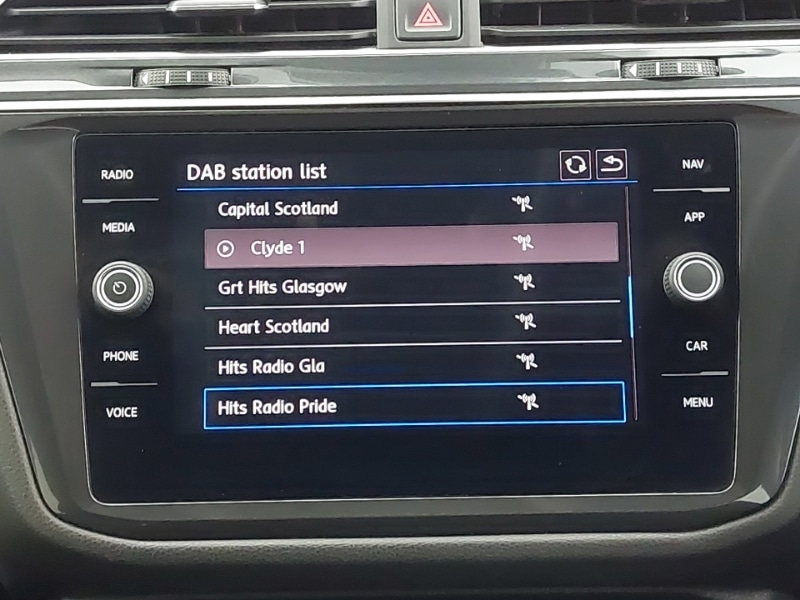 RADIO
MEDIA
PHONE
VOICE
DAB station list
Capital Scotland
Clyde 1
Grt Hits Glasgow
Heart Scotland
Hits Radio Gla
Hits Radio Pride
NAV
APP
CAR
MENU